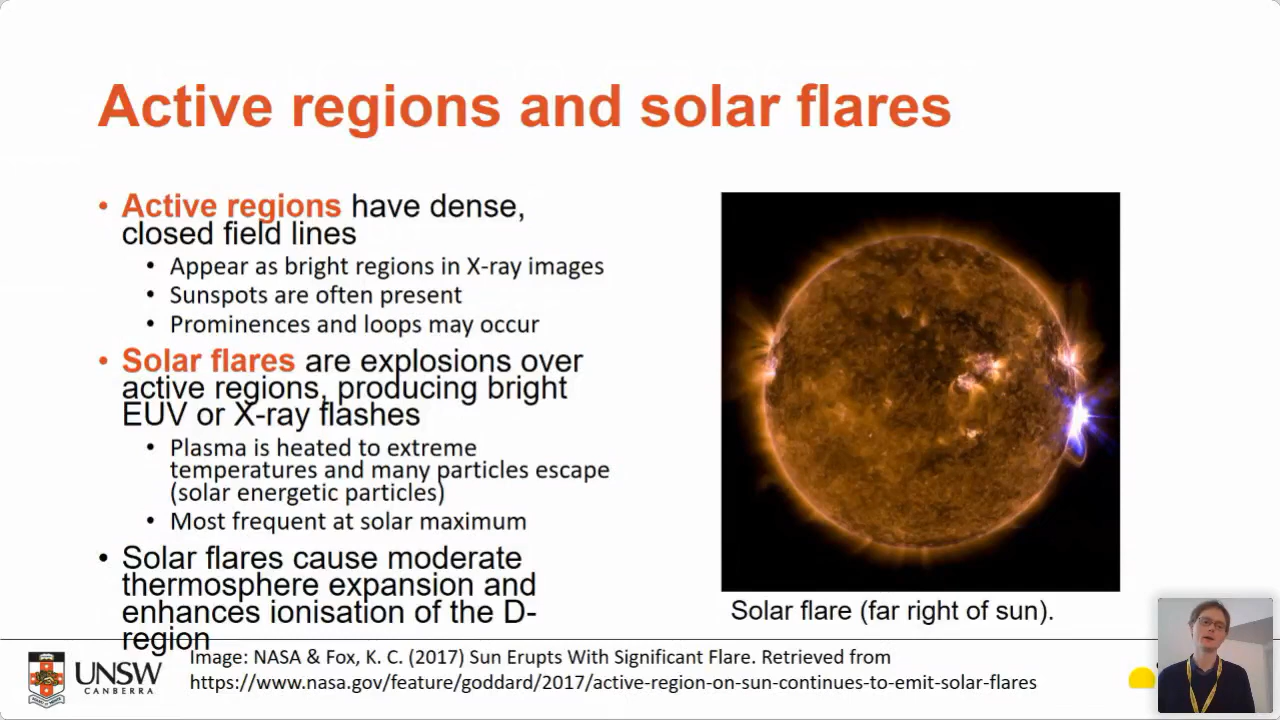 Active regions and solar flares
• Active regions have dense,
closed field lines
• Appear as bright regions in X-ray images
• Sunspots are often present
• Prominences and loops may occur
• Solar flares are explosions over
active regions, producing bright
EUV or X-ray flashes
• Plasma is heated to extreme
temperatures and many particles escape
(solar energetic particles)
• Most frequent at solar maximum
• Solar flares cause moderate
thermosphere expansion and
enhances ionisation of the D-
region
Solar flare (far right of sun).
UNSW
CANBERRA
Image: NASA & Fox, K. C. (2017) Sun Erupts With Significant Flare. Retrieved from
https://www.nasa.gov/feature/goddard/2017/active-region-on-sun-continues-to-emit-solar-flares